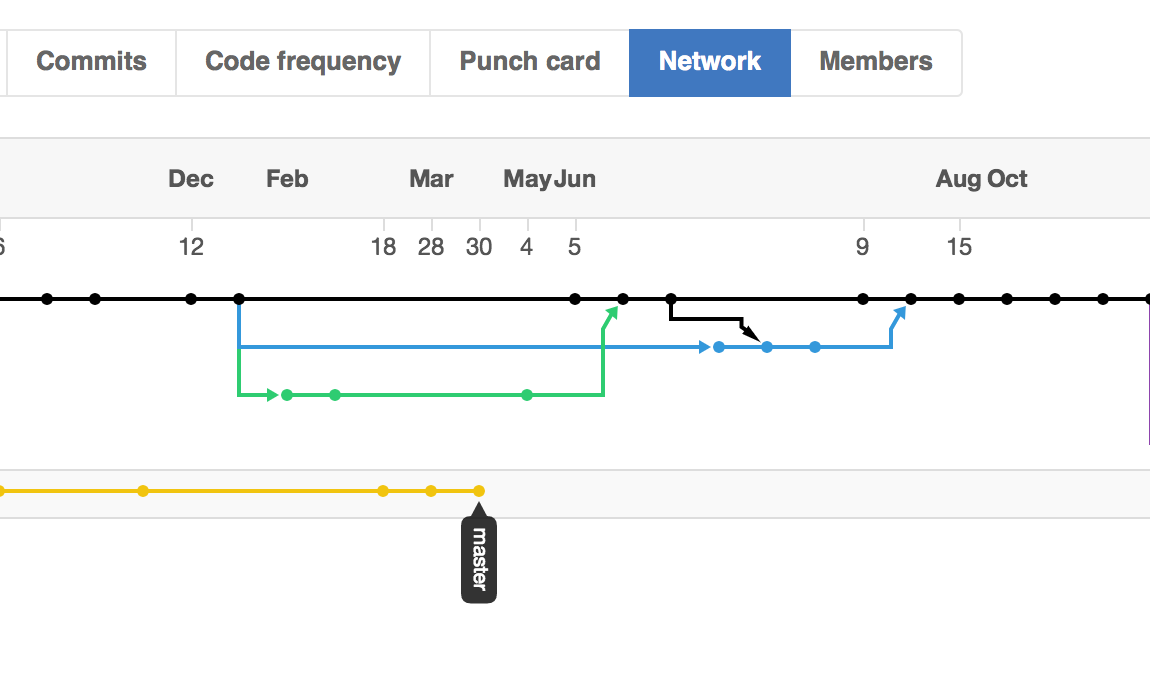 Commits Code frequency Punch card Network Members
Dec Feb Mar May Jun Aug Oct
6 12 18 28 30 4 5 9 15
master